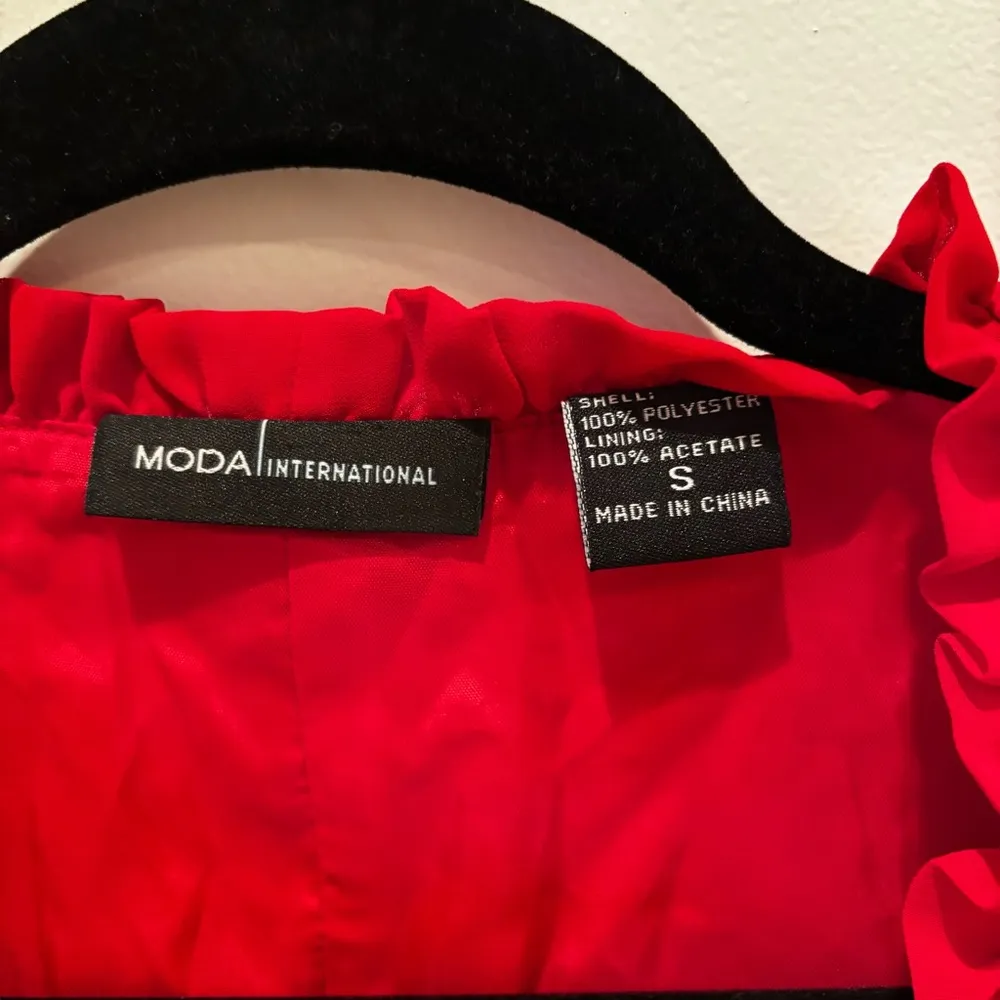 MODA INTERNATIONAL
SHELL:
100% POLYESTER
LINING:
100% ACETATE
S
MADE IN CHINA